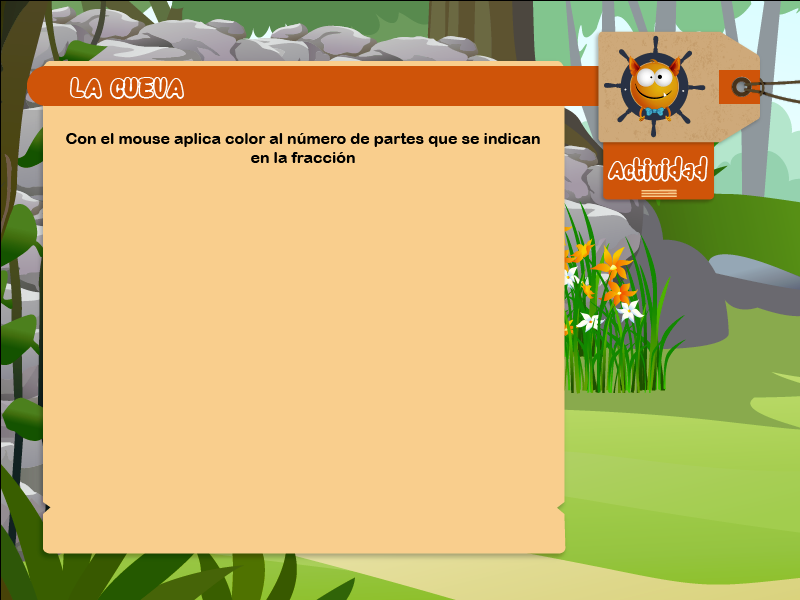 LA CUEVA
Actividad
Con el mouse aplica color al número de partes que se indican
en la fracción